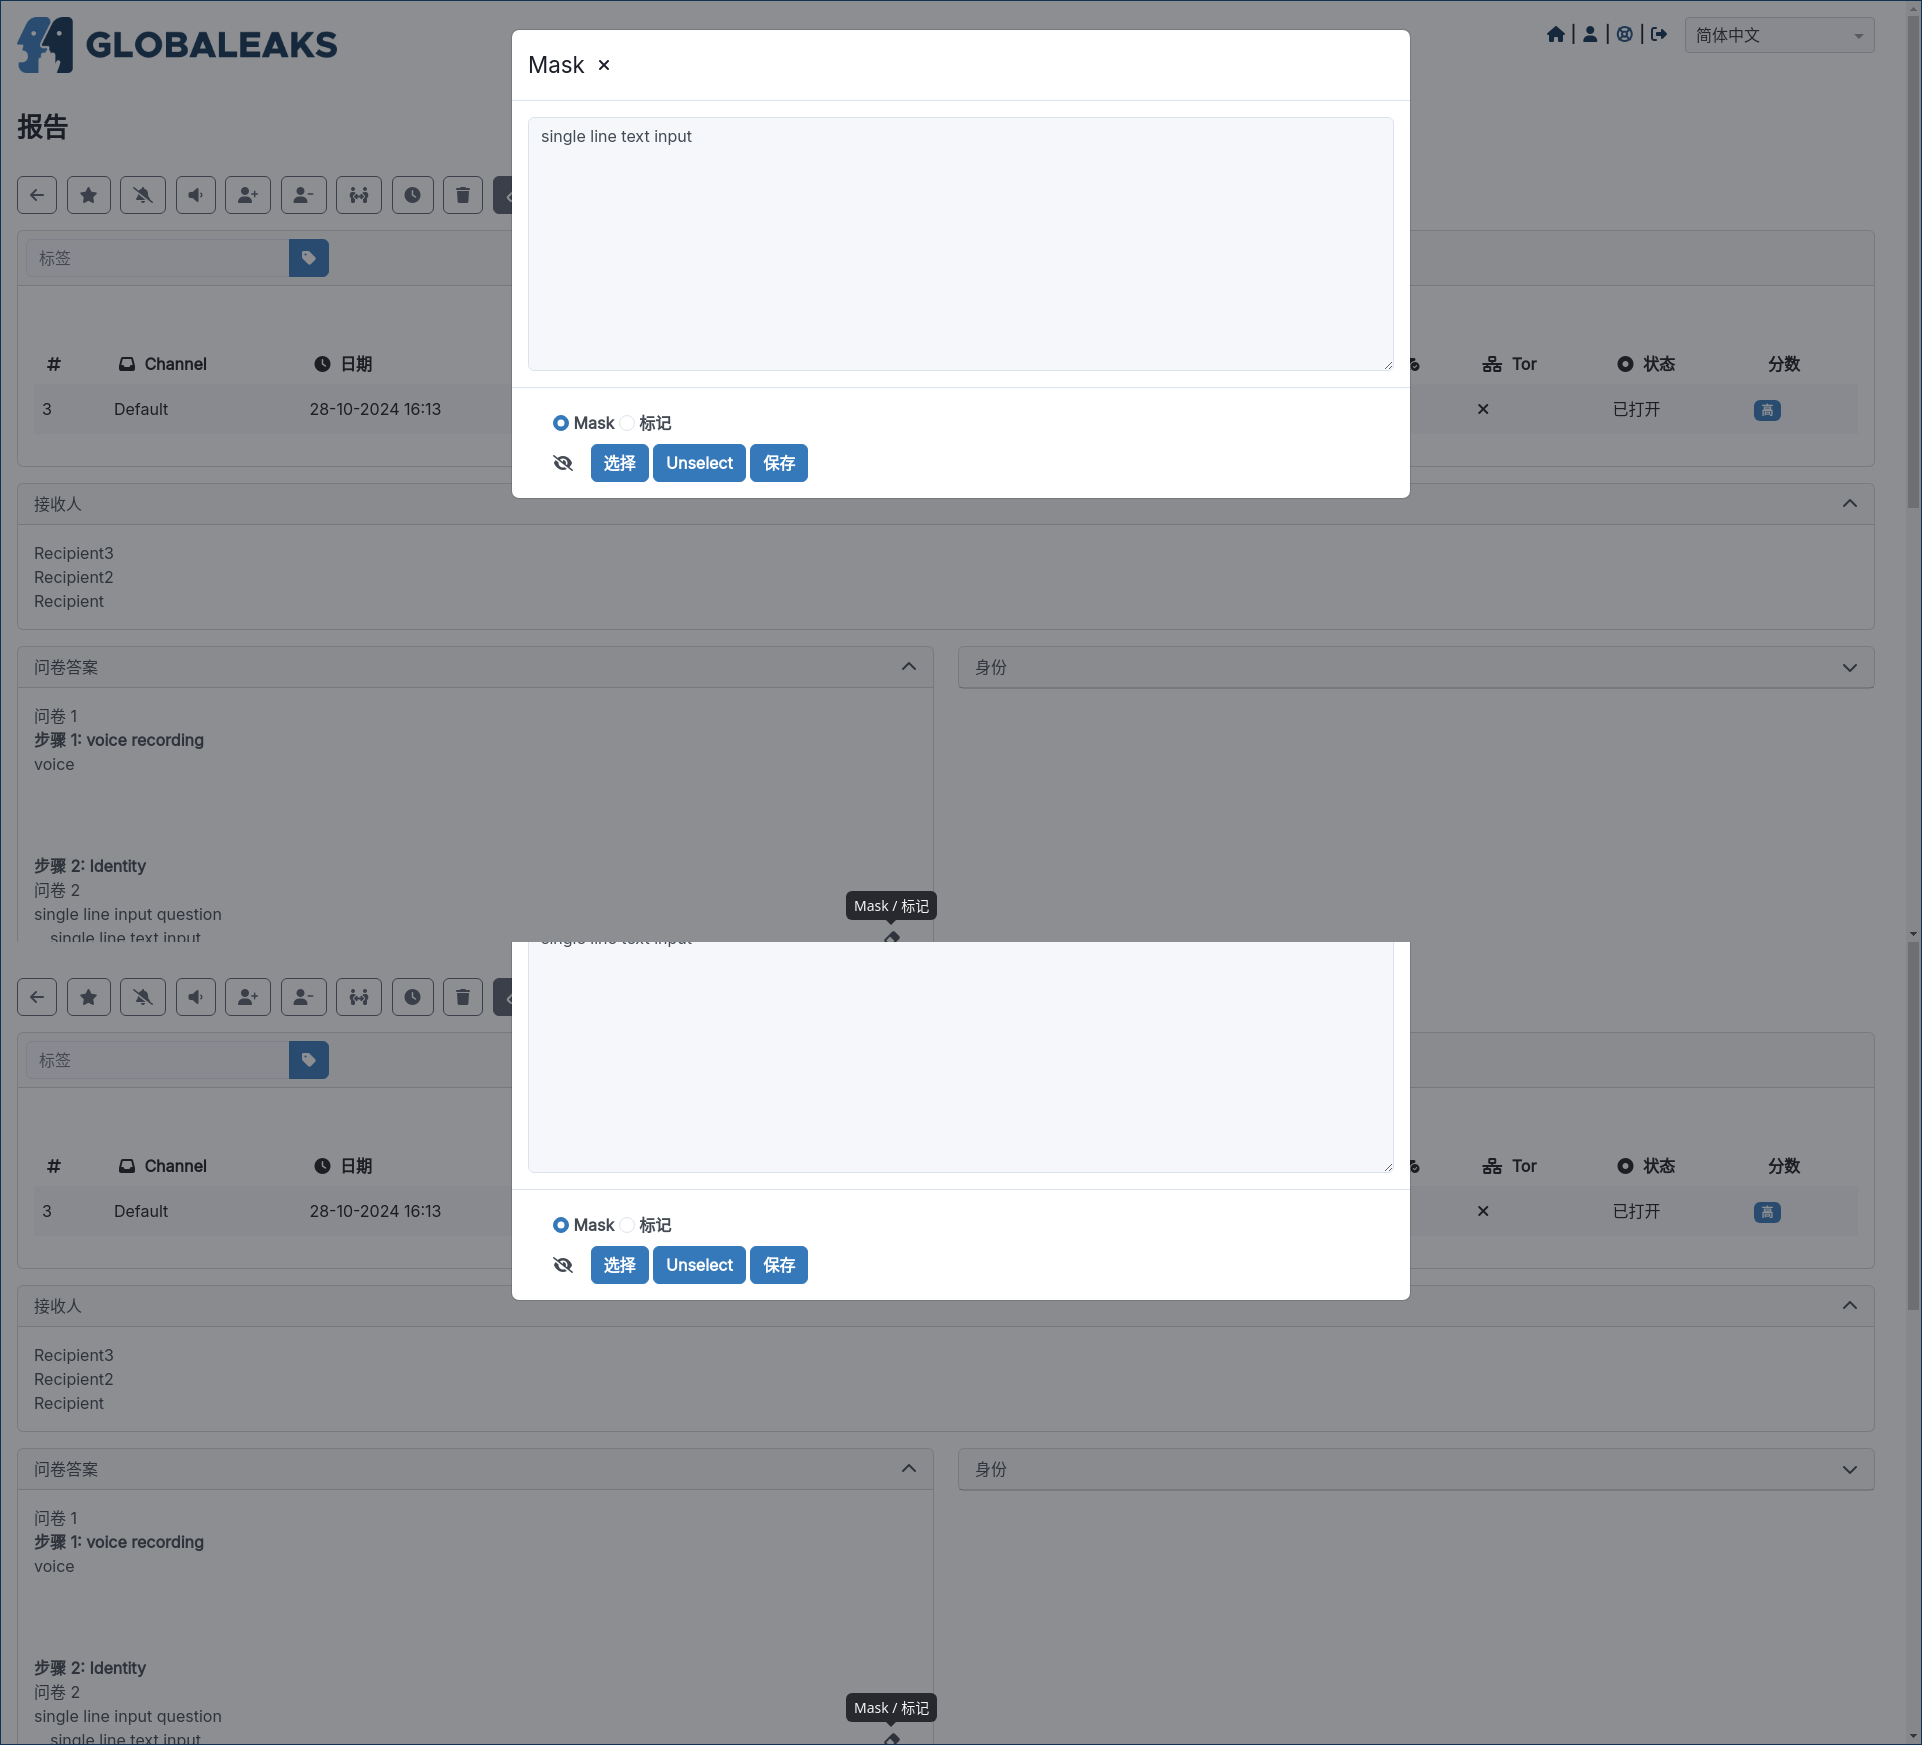 GLOBALEAKS
简体中文
Mask
single line text input
报告
标签
Channel
日期
Tor
状态
分数
3
Default
28-10-2024 16:13
已打开
高
Mask
标记
选择
Unselect
保存
接收人
Recipient3
Recipient2
Recipient
问卷答案
身份
问卷 1
步骤 1: voice recording
voice
步骤 2: Identity
问卷 2
single line input question
Mask / 标记
single line text input
single line text input
标签
Channel
日期
Tor
状态
分数
3
Default
28-10-2024 16:13
已打开
高
Mask
标记
选择
Unselect
保存
接收人
Recipient3
Recipient2
Recipient
问卷答案
身份
问卷 1
步骤 1: voice recording
voice
步骤 2: Identity
问卷 2
single line input question
Mask / 标记
single line text input